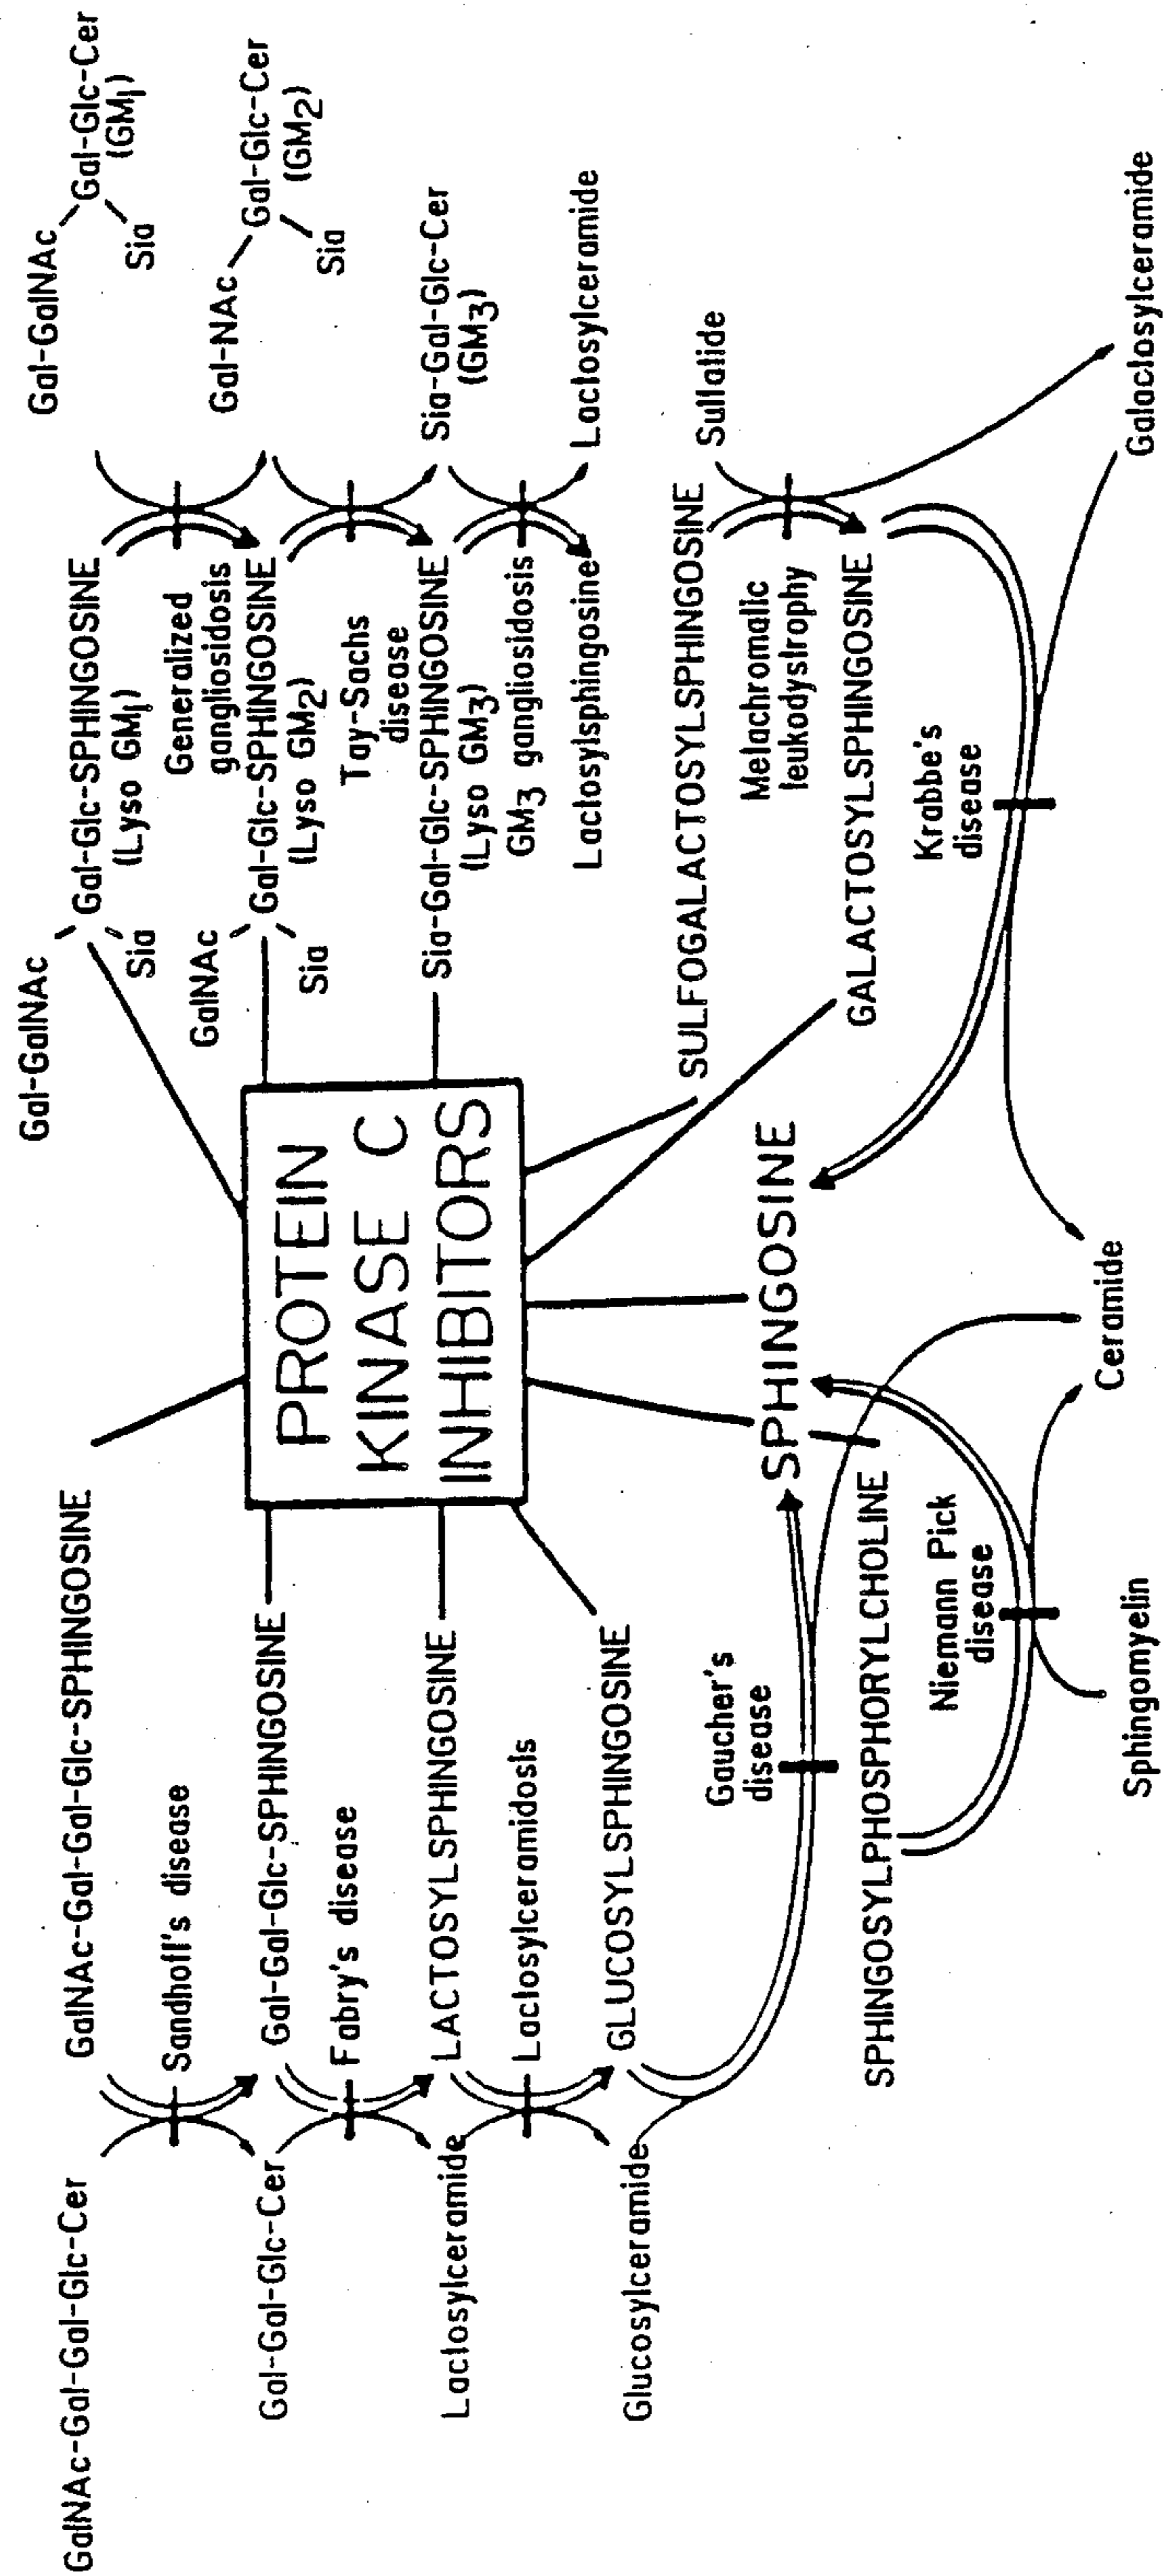 GalNAc-Gal-Gal-Glc-Cer
GalNAc-Gal-Gal-Glc-SPHINGOSINE
Sandhoff's disease
Gal-Gal-Glc-Cer
Gal-Gal-Glc-SPHINGOSINE
Fabry's disease
Lactosylceramide
LACTOSYLSPHINGOSINE
Lactosylceramidosis
Glucosylceramide
GLUCOSYLSPHINGOSINE
PROTEIN
KINASE C
INHIBITORS
Gal-GalNAc
Gal-Glc-SPHINGOSINE
Sia
(Lyso GM1)
Gal-GalNAc
Gal-Glc-Cer
Sia
(GM1)
Generalized
gangliosidosis
GalNAc
Gal-Glc-SPHINGOSINE
Sia
(Lyso GM2)
Gal-NAc
Gal-Glc-Cer
Sia
(GM2)
Tay-Sachs
disease
Sia-Gal-Glc-SPHINGOSINE
(Lyso GM3)
Sia-Gal-Glc-Cer
(GM3)
GM3 gangliosidosis
Lactosylsphingosine
Lactosylceramide
SULFOGALACTOSYLSPHINGOSINE
Sulfatide
Metachromatic
leukodystrophy
GALACTOSYLSPHINGOSINE
Gaucher's
disease
SPHINGOSINE
SPHINGOSYLPHOSPHORYLCHOLINE
Niemann Pick
disease
Krabbe's
disease
Sphingomyelin
Ceramide
Galactosylceramide